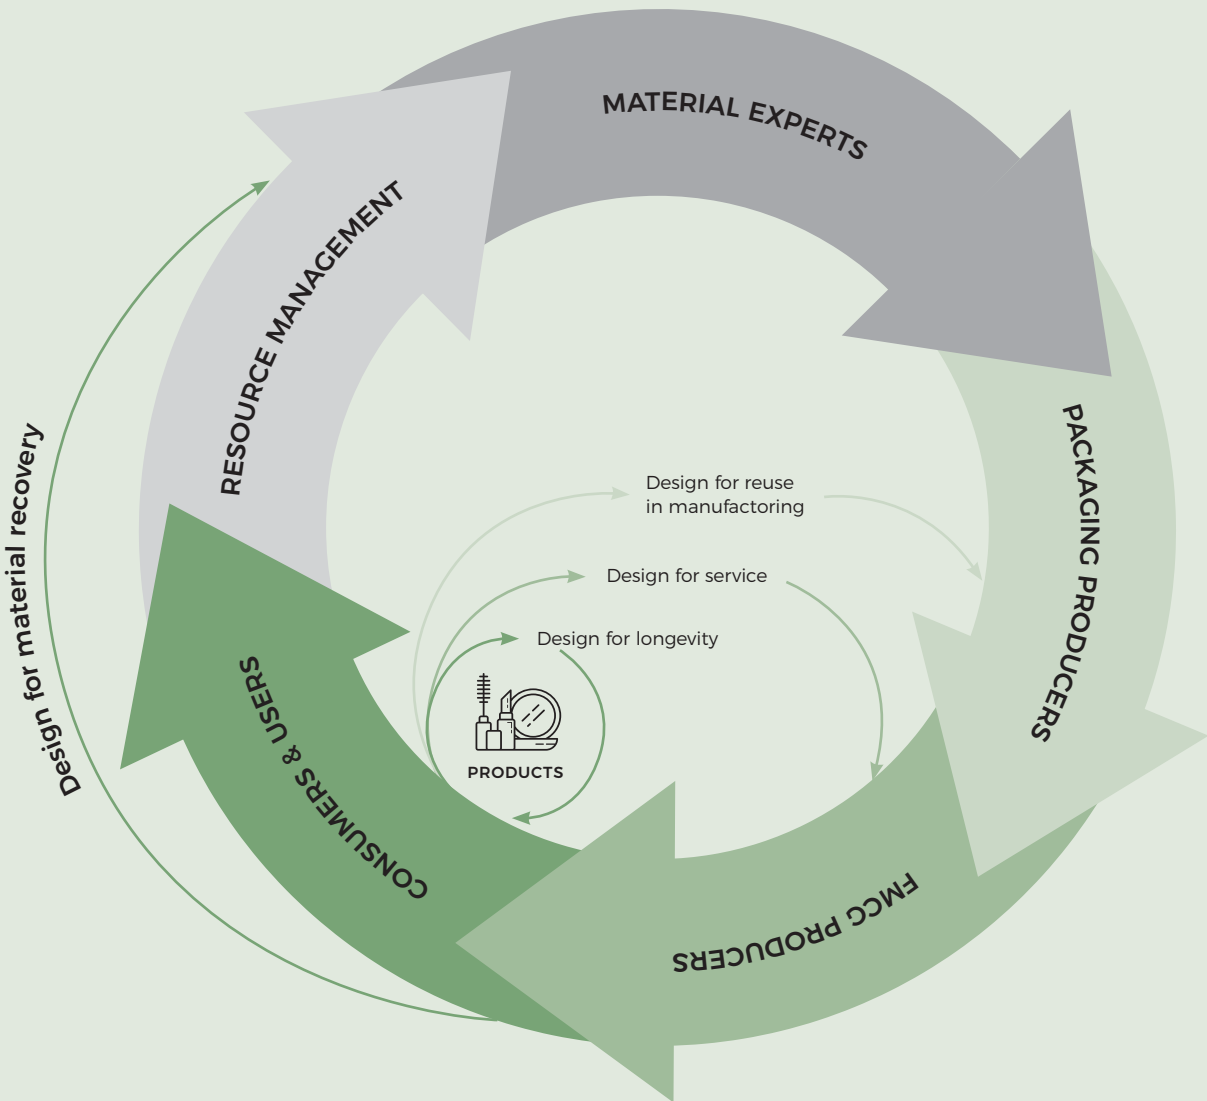 MATERIAL EXPERTS
RESOURCE MANAGEMENT
PACKAGING PRODUCERS
Design for material recovery
Design for reuse
in manufactoring
Design for service
Design for longevity
PRODUCTS
CONSUMERS & USERS
FMCG PRODUCERS